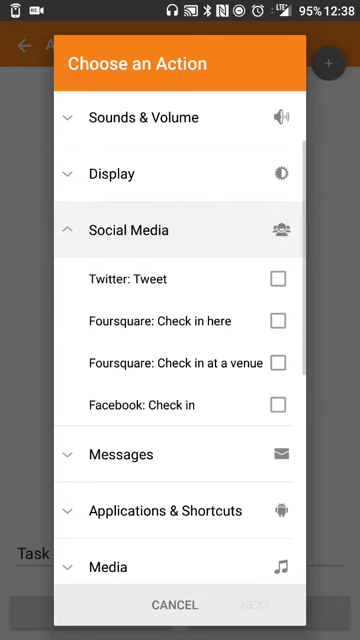 95% 12:38
Choose an Action
Sounds & Volume
Display
Social Media
Twitter: Tweet
Foursquare: Check in here
Foursquare: Check in at a venue
Facebook: Check in
Messages
Applications & Shortcuts
Media
Task
CANCEL NEXT